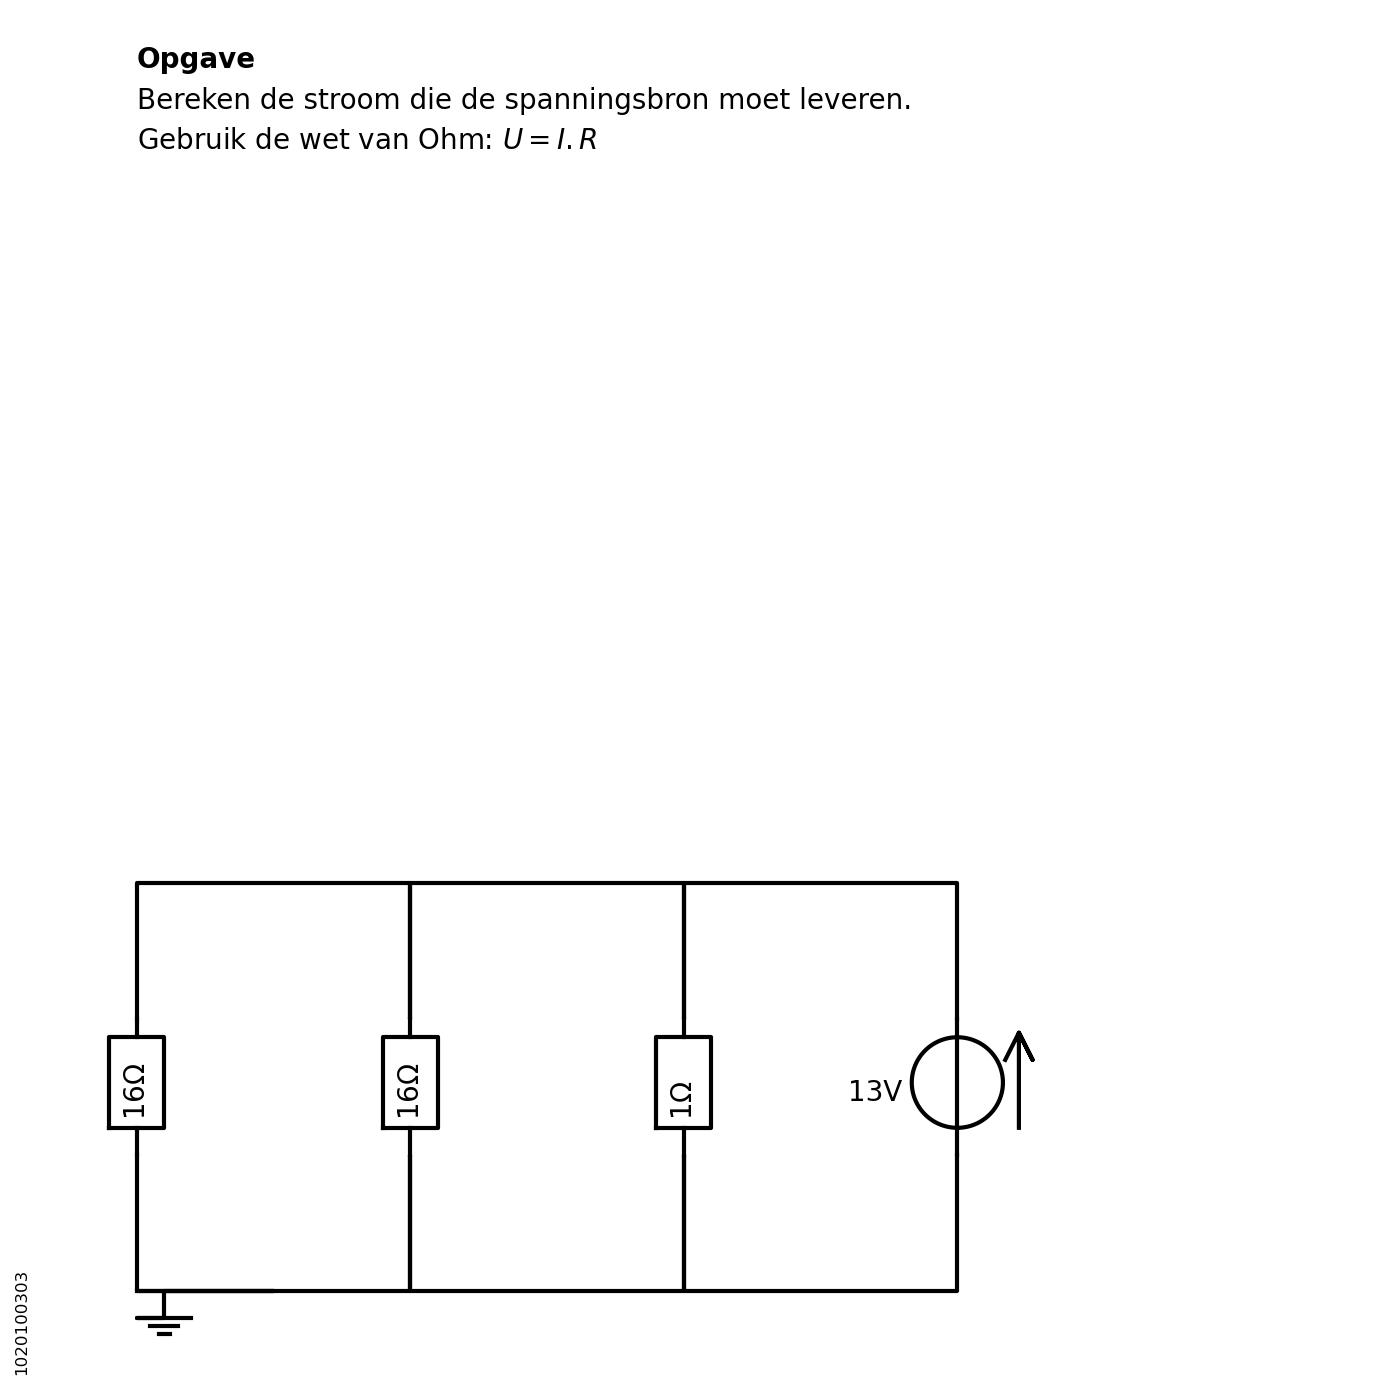 Opgave
Bereken de stroom die de spanningsbron moet leveren.
Gebruik de wet van Ohm: U = I. R
16Ω
16Ω
1Ω
13V
1020100303